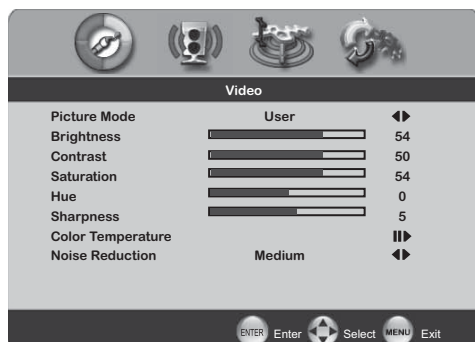 Video
Picture Mode User
Brightness 54
Contrast 50
Saturation 54
Hue 0
Sharpness 5
Color Temperature
Noise Reduction Medium
ENTER Enter Select MENU Exit